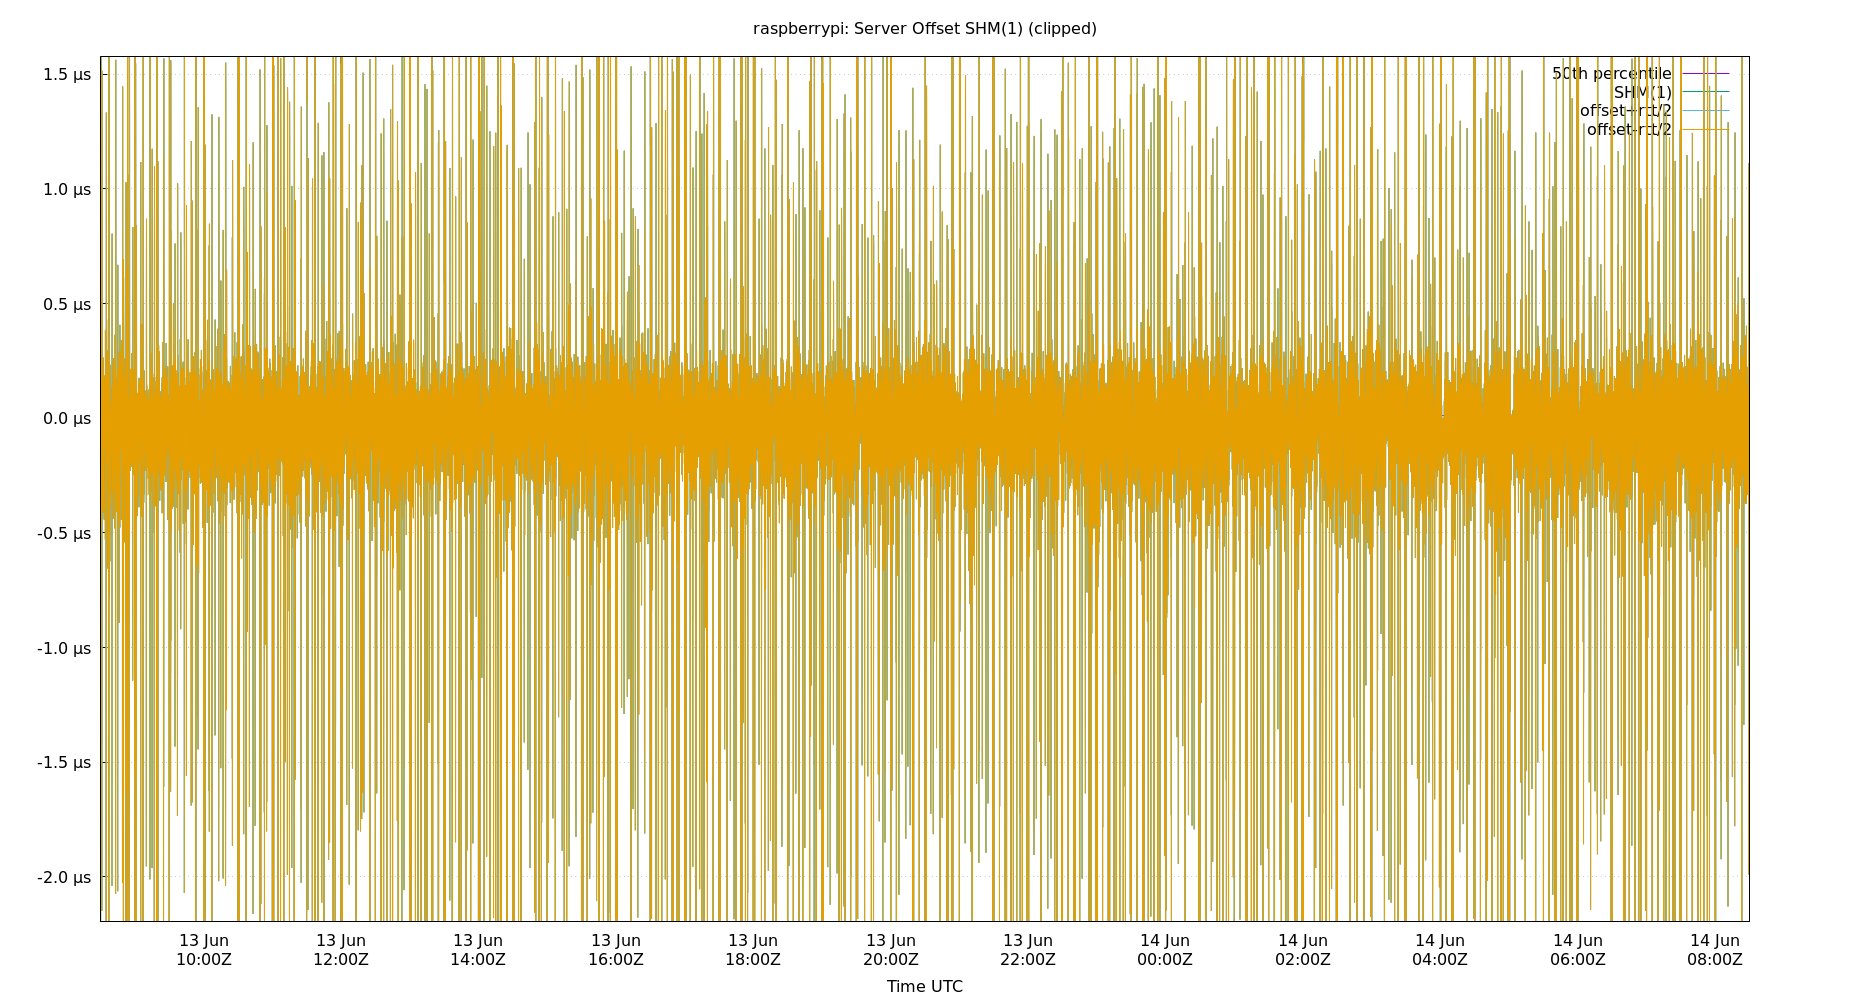 raspberrypi: Server Offset SHM(1) (clipped)
1.5 µs
1.0 µs
0.5 µs
0.0 µs
-0.5 µs
-1.0 µs
-1.5 µs
-2.0 µs
50th percentile
SHM(1)
offset+rtt/2
offset-rtt/2
13 Jun 13 Jun 13 Jun 13 Jun 13 Jun 13 Jun 13 Jun 14 Jun 14 Jun 14 Jun 14 Jun 14 Jun
10:00Z 12:00Z 14:00Z 16:00Z 18:00Z 20:00Z 22:00Z 00:00Z 02:00Z 04:00Z 06:00Z 08:00Z
Time UTC